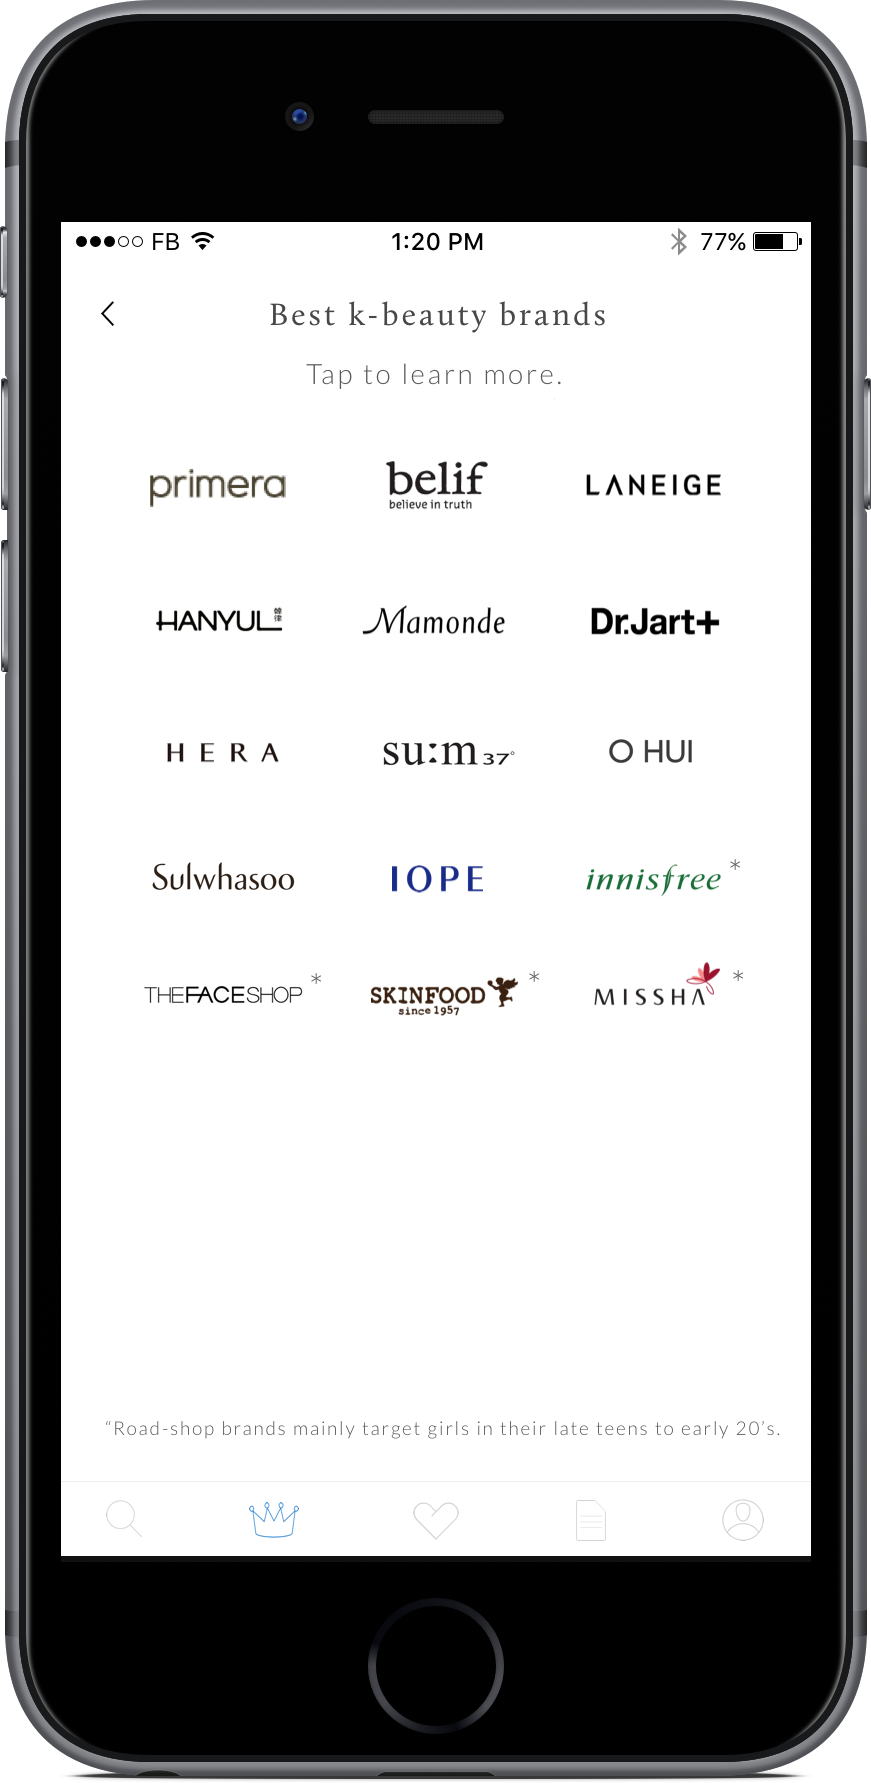 FB 1:20 PM 77%
Best k-beauty brands
Tap to learn more.
primera belif LANEIGE
believe in truth
HANYUL 韓律 Mamonde Dr.Jart+
HERA su:m37° O HUI
Sulwhasoo IOPE innisfree*
THEFACESHOP* SKINFOOD* MISSHA*
since 1957
“Road-shop brands mainly target girls in their late teens to early 20’s.